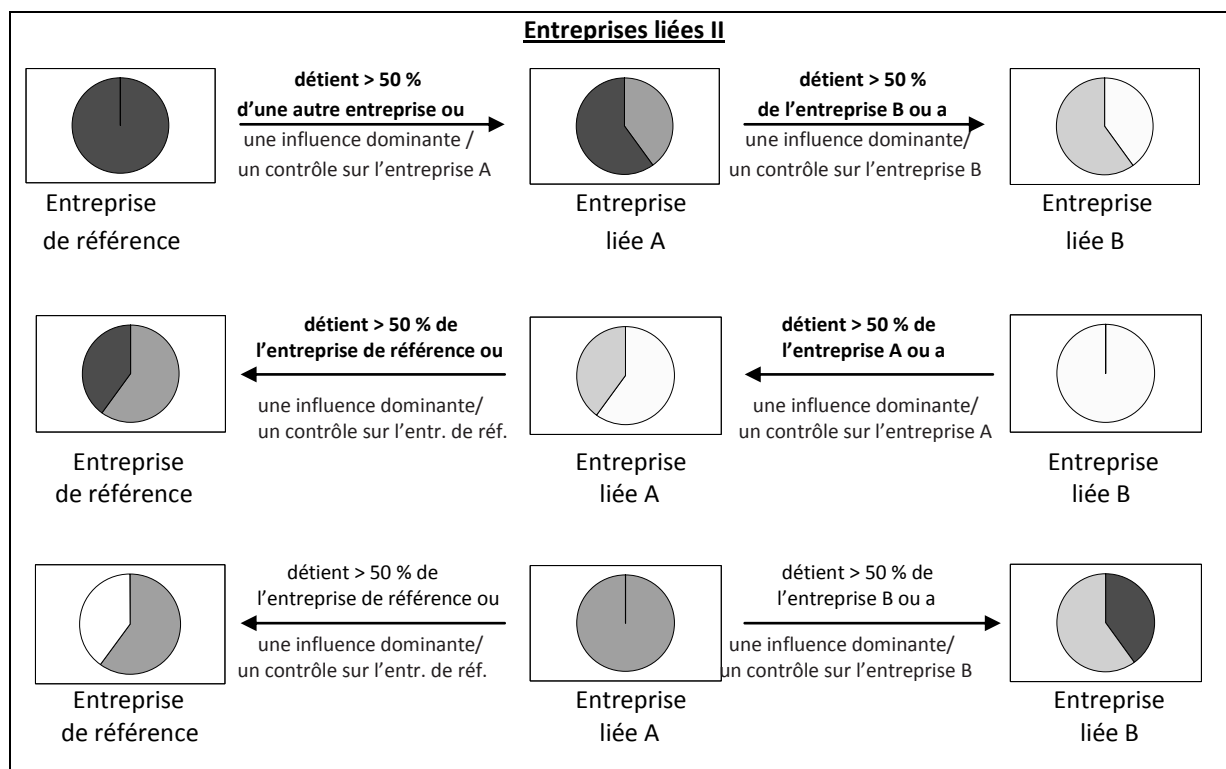 Entreprises liées II
détient > 50 %
d'une autre entreprise ou
une influence dominante /
un contrôle sur l'entreprise A
détient > 50 %
de l'entreprise B ou a
une influence dominante/
un contrôle sur l'entreprise B
Entreprise
de référence
Entreprise
liée A
Entreprise
liée B
détient > 50 % de
l'entreprise de référence ou
une influence dominante/
un contrôle sur l'entr. de réf.
détient > 50 % de
l'entreprise A ou a
une influence dominante/
un contrôle sur l'entreprise A
Entreprise
de référence
Entreprise
liée A
Entreprise
liée B
détient > 50 % de
l'entreprise de référence ou
une influence dominante/
un contrôle sur l'entr. de réf.
détient > 50 % de
l'entreprise B ou a
une influence dominante/
un contrôle sur l'entreprise B
Entreprise
de référence
Entreprise
liée A
Entreprise
liée B